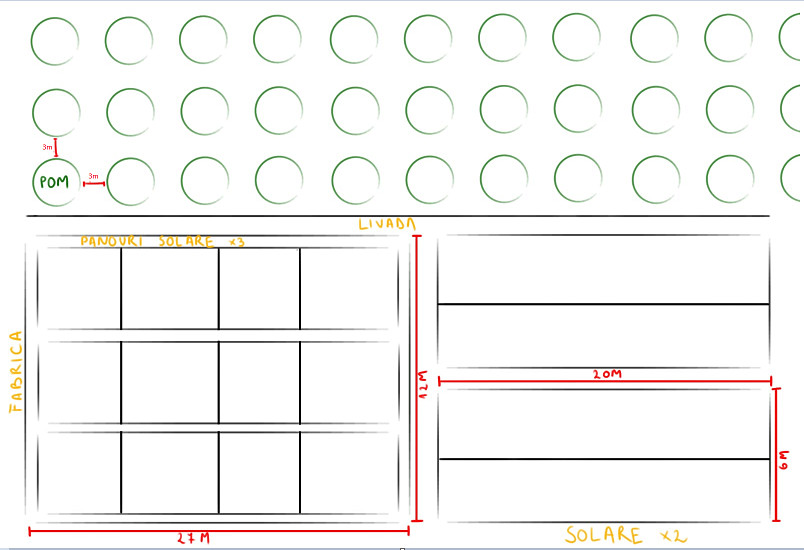 3m
3m
POM
LIVADA
PANOURI SOLARE x3
FABRICA
12M
20M
6M
27M
SOLARE x2